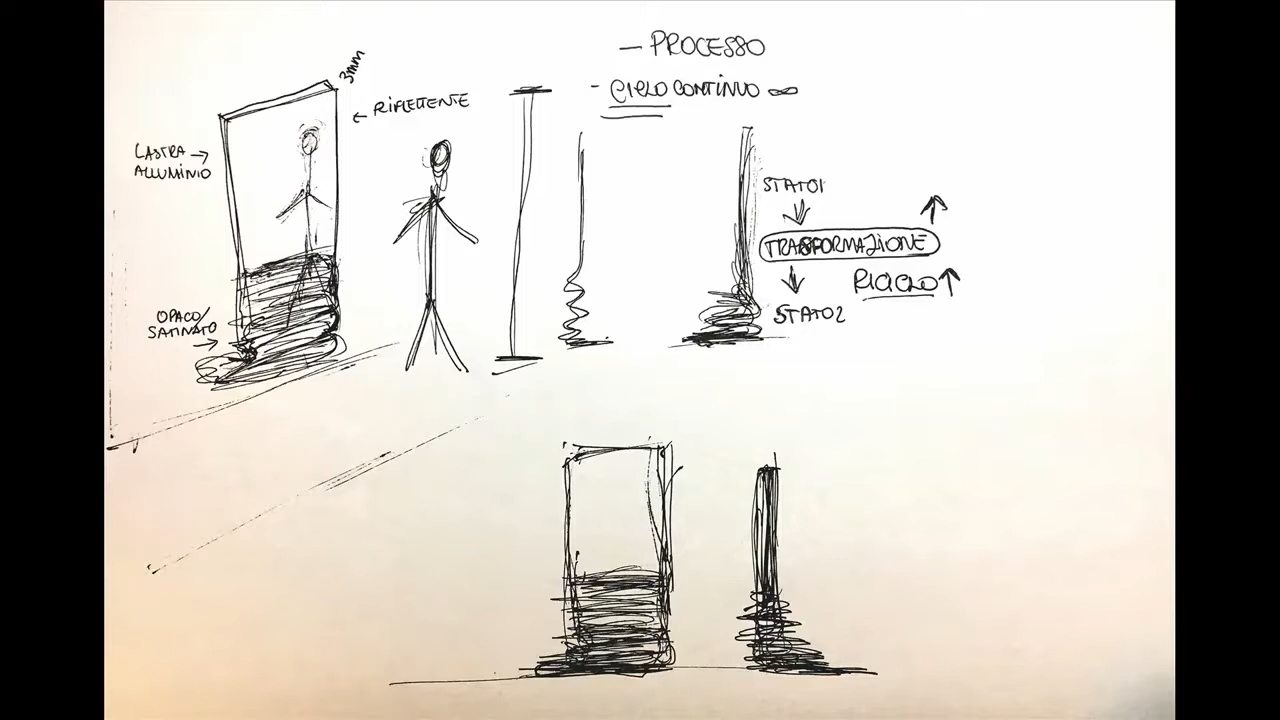 3mm
← RIFLETTENTE
LASTRA →
ALLUMINIO
OPACO/
SATINATO
→
– PROCESSO
- CICLO CONTINUO ∞
STATO1
↓
TRASFORMAZIONE ↑
↓ RICICLO ↑
STATO2